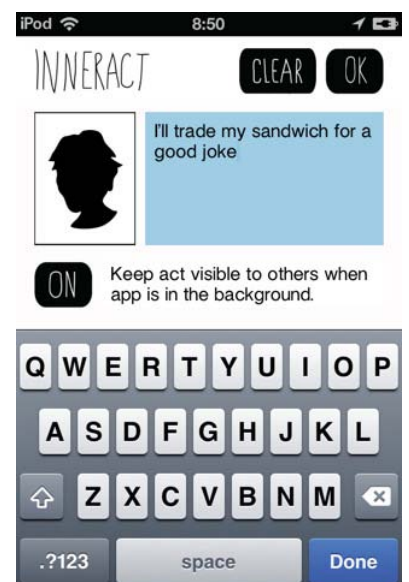 iPod 8:50
INNERACT CLEAR OK
I'll trade my sandwich for a
good joke
ON Keep act visible to others when
app is in the background.
Q W E R T Y U I O P
A S D F G H J K L
Z X C V B N M
.?123 space Done